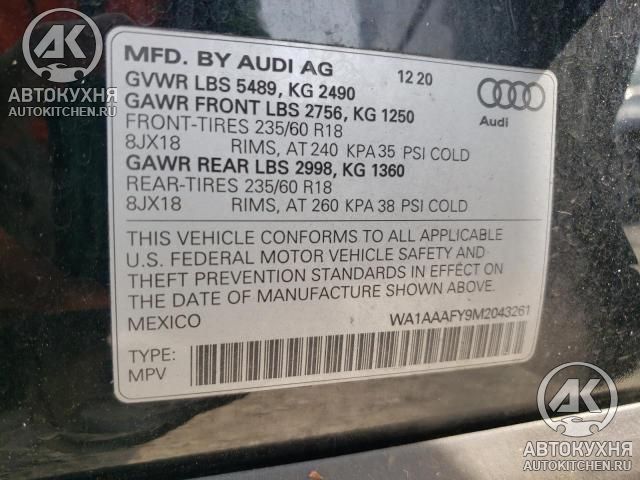 MFD. BY AUDI AG 12 20
GVWR LBS 5489, KG 2490
GAWR FRONT LBS 2756, KG 1250
FRONT-TIRES 235/60 R18
8JX18 RIMS, AT 240 KPA 35 PSI COLD
GAWR REAR LBS 2998, KG 1360
REAR-TIRES 235/60 R18
8JX18 RIMS, AT 260 KPA 38 PSI COLD
Audi
THIS VEHICLE CONFORMS TO ALL APPLICABLE
U.S. FEDERAL MOTOR VEHICLE SAFETY AND
THEFT PREVENTION STANDARDS IN EFFECT ON
THE DATE OF MANUFACTURE SHOWN ABOVE.
MEXICO WA1AAAFY9M2043261
TYPE:
MPV
АК
АВТОКУХНЯ
AUTOKITCHEN.RU
АК
АВТОКУХНЯ
AUTOKITCHEN.RU